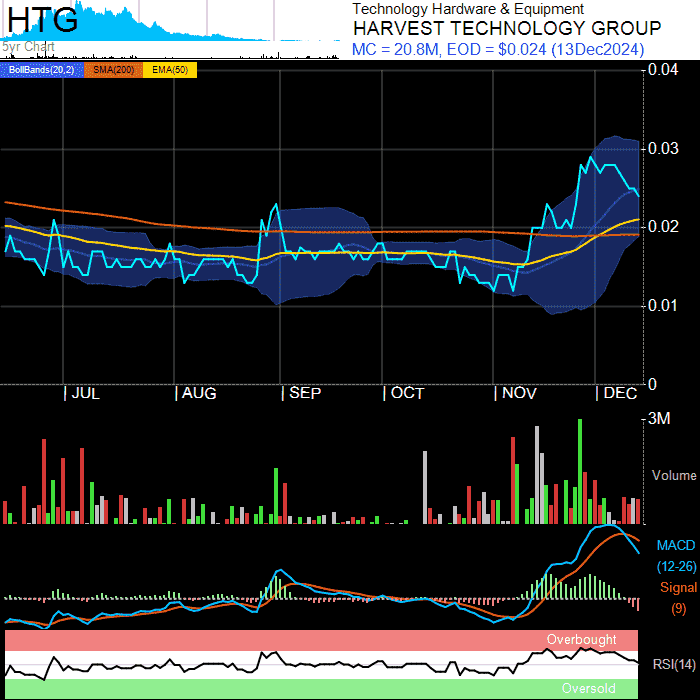 HTG
5yr Chart
Technology Hardware & Equipment
HARVEST TECHNOLOGY GROUP
MC = 20.8M, EOD = $0.024 (13Dec2024)
BollBands(20,2) SMA(200) EMA(50)
0.04
0.03
0.02
0.01
0
JUL AUG SEP OCT NOV DEC
3M
Volume
MACD
(12-26)
Signal
(9)
Overbought
RSI(14)
Oversold